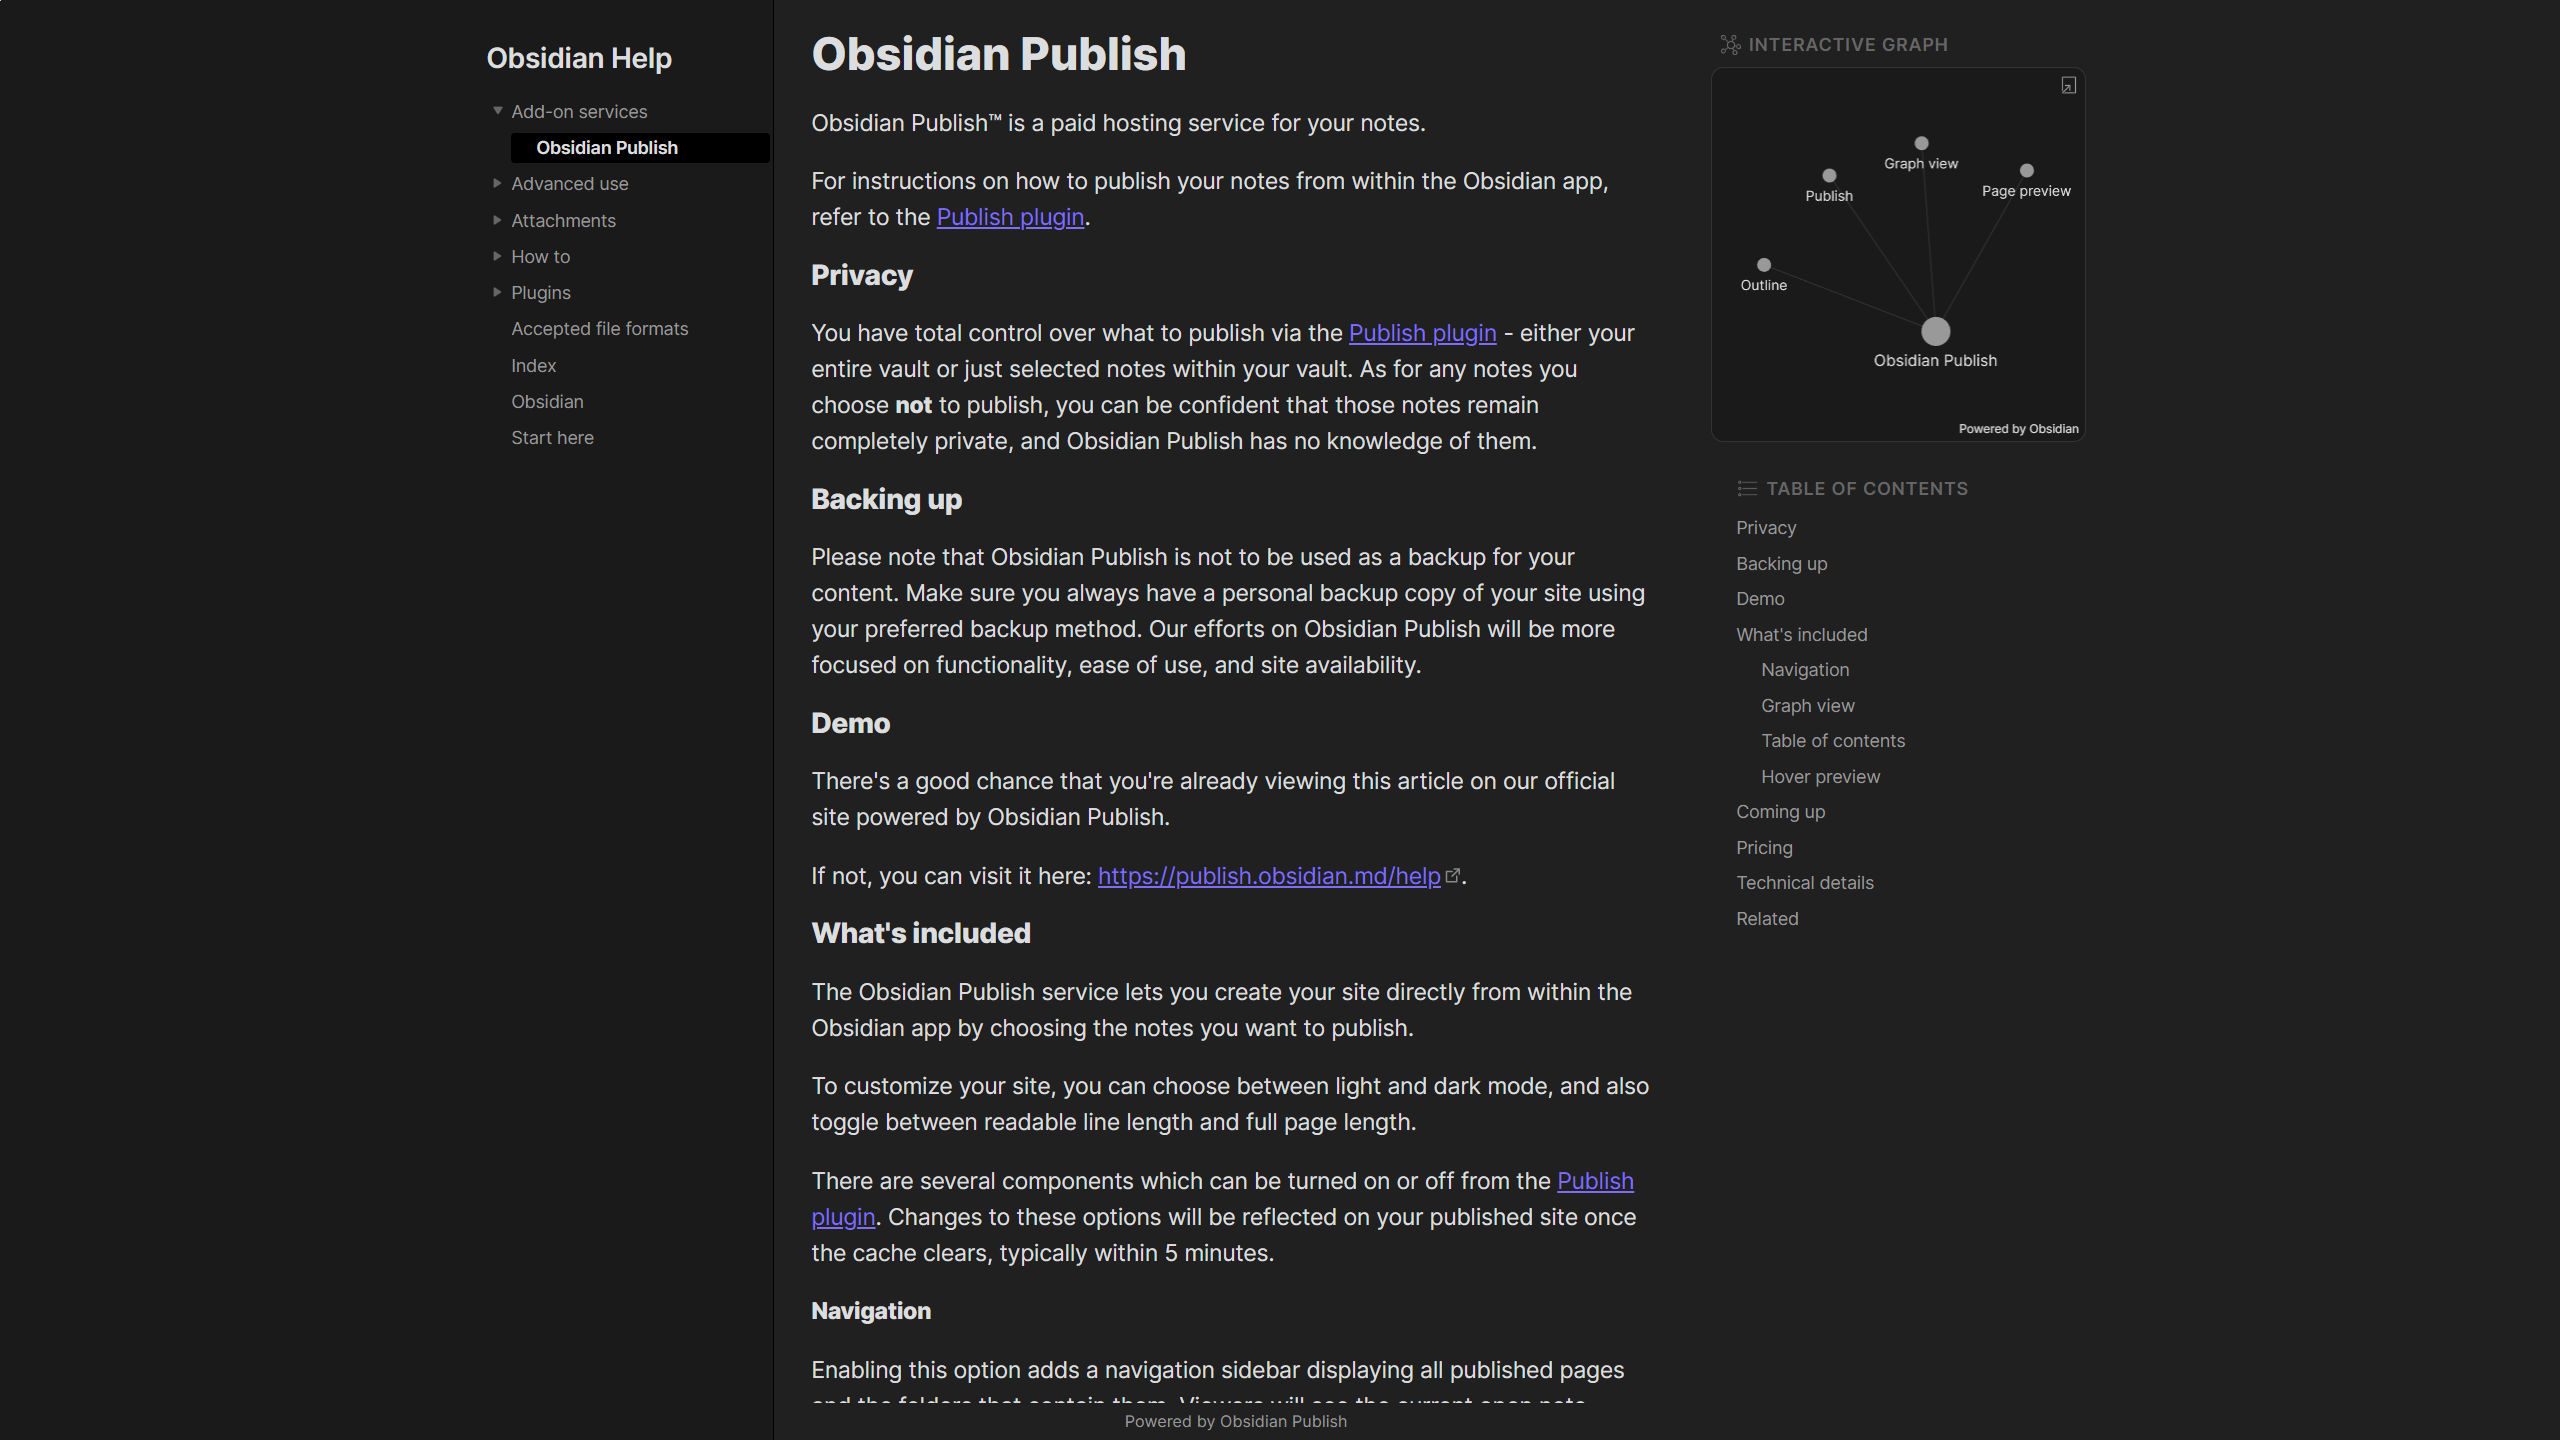 Obsidian Help
Add-on services
Obsidian Publish
Advanced use
Attachments
How to
Plugins
Accepted file formats
Index
Obsidian
Start here
Obsidian Publish
Obsidian Publish™ is a paid hosting service for your notes.
For instructions on how to publish your notes from within the Obsidian app,
refer to the Publish plugin.
Privacy
You have total control over what to publish via the Publish plugin - either your
entire vault or just selected notes within your vault. As for any notes you
choose not to publish, you can be confident that those notes remain
completely private, and Obsidian Publish has no knowledge of them.
Backing up
Please note that Obsidian Publish is not to be used as a backup for your
content. Make sure you always have a personal backup copy of your site using
your preferred backup method. Our efforts on Obsidian Publish will be more
focused on functionality, ease of use, and site availability.
Demo
There's a good chance that you're already viewing this article on our official
site powered by Obsidian Publish.
If not, you can visit it here: https://publish.obsidian.md/help.
What's included
The Obsidian Publish service lets you create your site directly from within the
Obsidian app by choosing the notes you want to publish.
To customize your site, you can choose between light and dark mode, and also
toggle between readable line length and full page length.
There are several components which can be turned on or off from the Publish
plugin. Changes to these options will be reflected on your published site once
the cache clears, typically within 5 minutes.
Navigation
Enabling this option adds a navigation sidebar displaying all published pages
and the folders that contain them. Viewers will see the current open note
Powered by Obsidian Publish
INTERACTIVE GRAPH
Graph view
Publish
Page preview
Outline
Obsidian Publish
Powered by Obsidian
TABLE OF CONTENTS
Privacy
Backing up
Demo
What's included
Navigation
Graph view
Table of contents
Hover preview
Coming up
Pricing
Technical details
Related